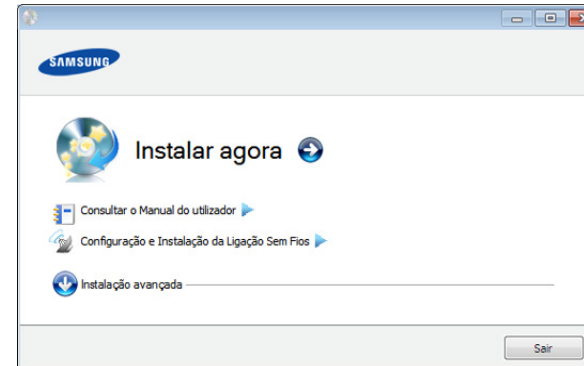 SAMSUNG
Instalar agora
Consultar o Manual do utilizador
Configuração e Instalação da Ligação Sem Fios
Instalação avançada
Sair